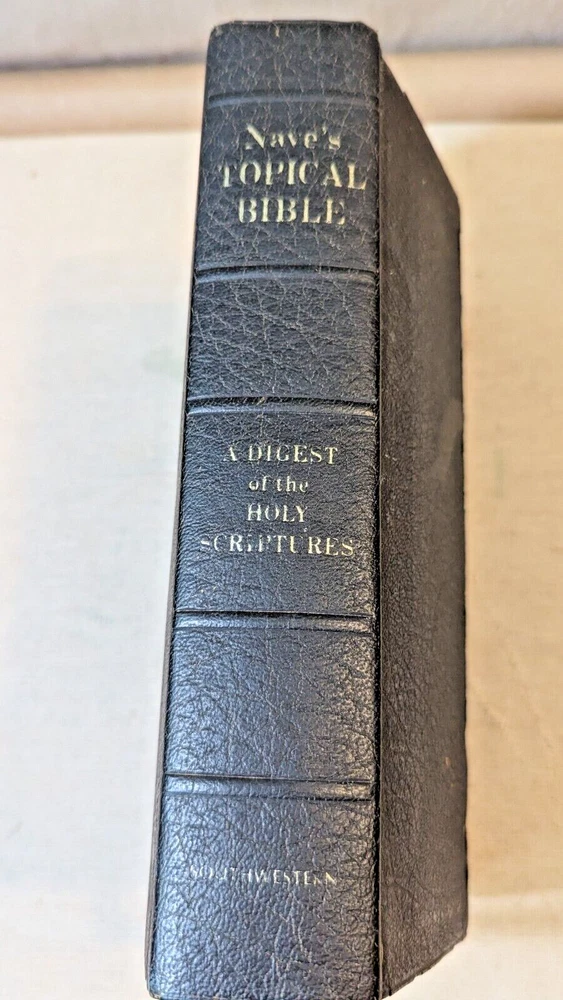 Nave's
TOPICAL
BIBLE
A DIGEST
of the
HOLY
SCRIPTURES
SOUTHWESTERN